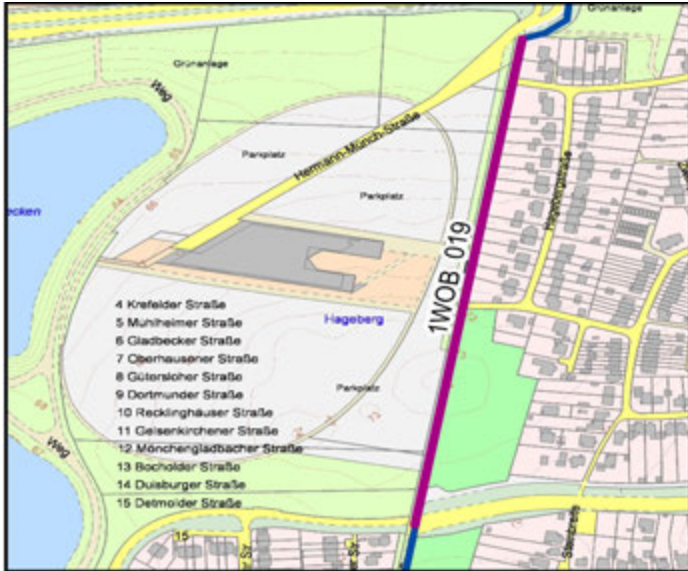 Grünanlage
Grünanlage
Weg
Hermann-Münch-Straße
Parkplatz
Parkplatz
ecken
1WOB_019
4 Krefelder Straße
5 Mühlheimer Straße
Hageberg
6 Gladbecker Straße
7 Oberhausener Straße
8 Gütersloher Straße
Parkplatz
9 Dortmunder Straße
10 Recklinghäuser Straße
11 Gelsenkirchener Straße
12 Mönchengladbacher Straße
Weg
13 Bocholder Straße
14 Duisburger Straße
15 Detmolder Straße
15